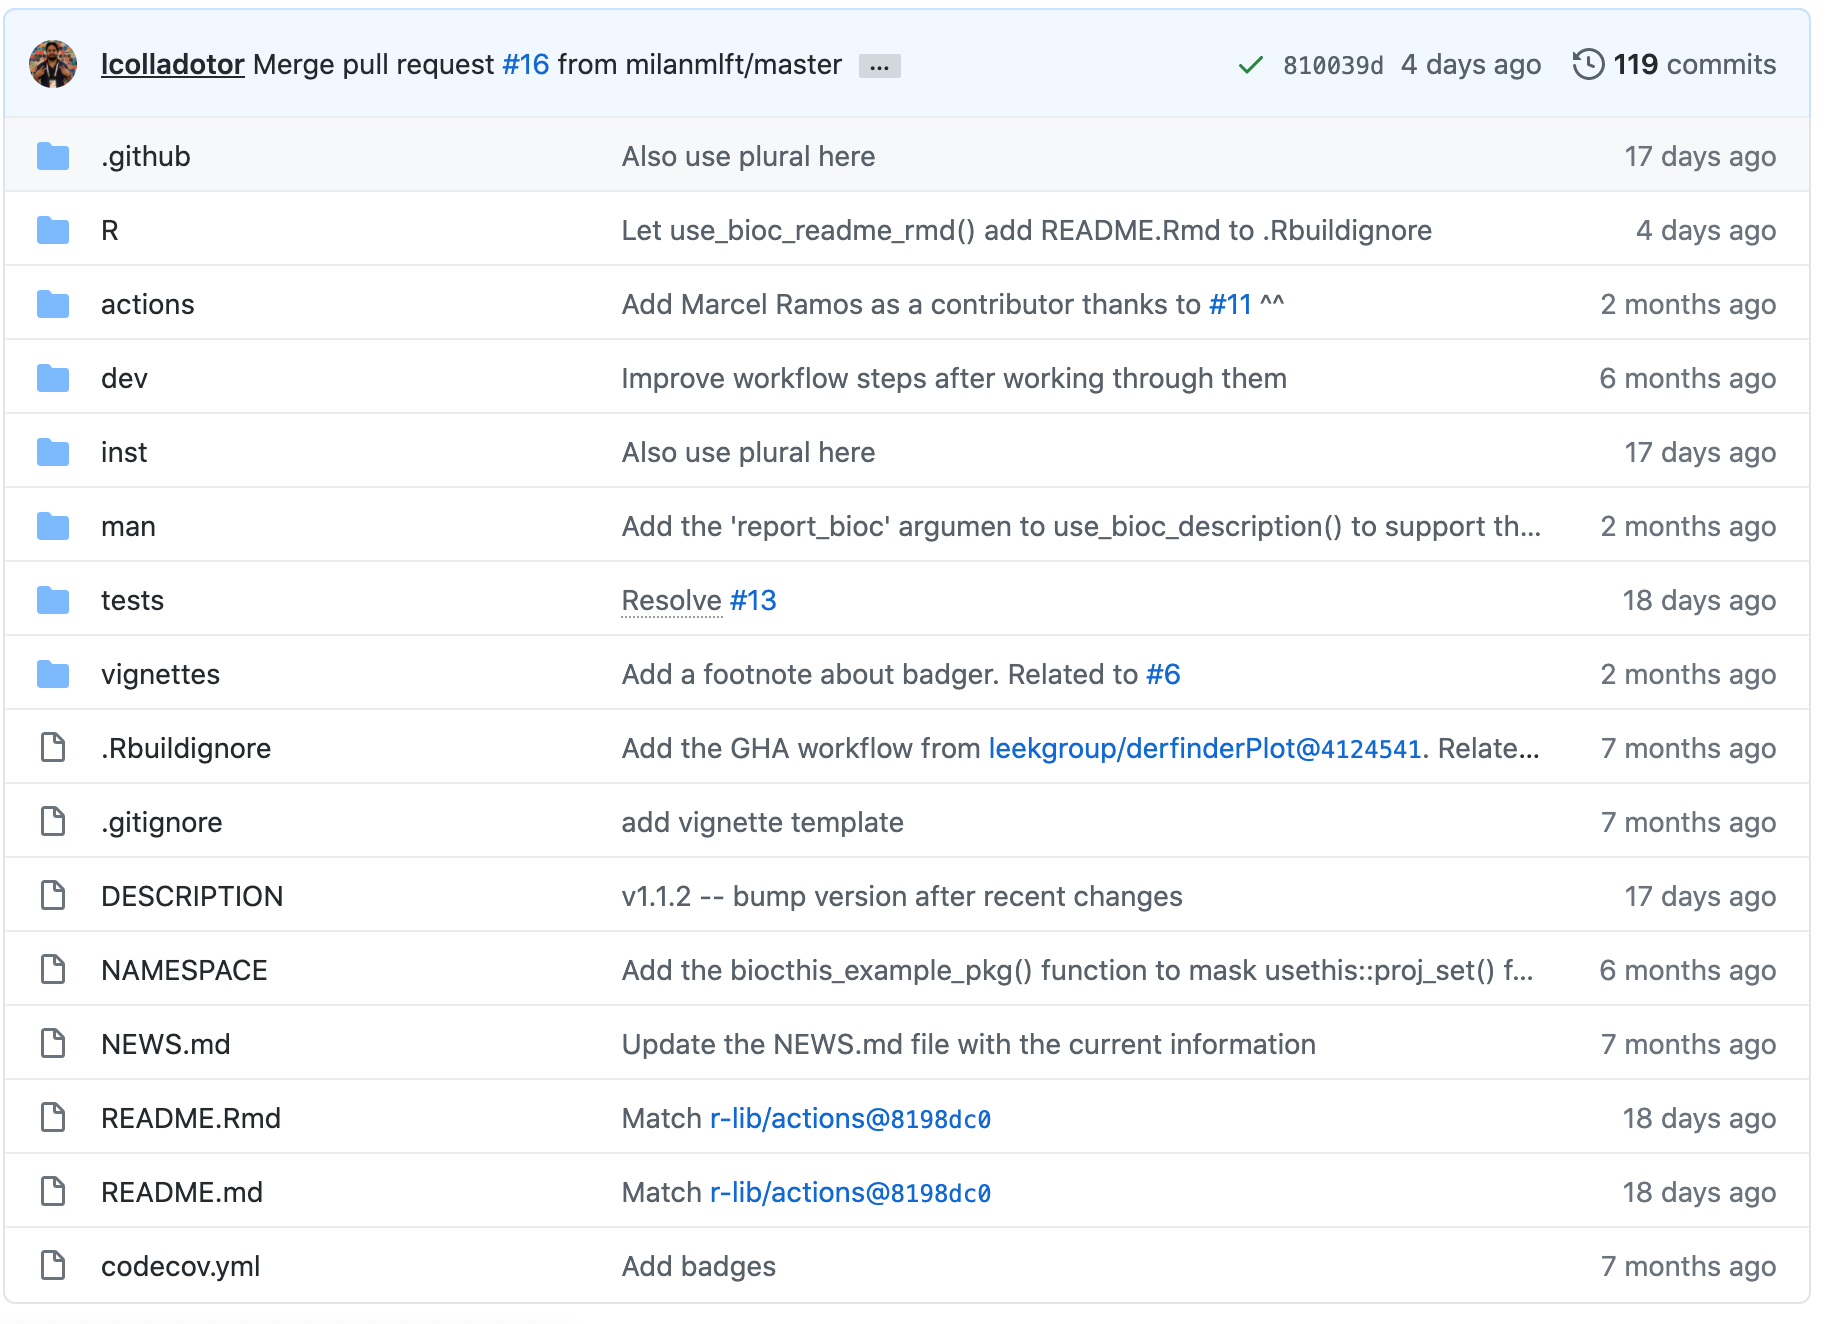 lcolladotor Merge pull request #16 from milanmlft/master ... 810039d 4 days ago 119 commits
.github Also use plural here 17 days ago
R Let use_bioc_readme_rmd() add README.Rmd to .Rbuildignore 4 days ago
actions Add Marcel Ramos as a contributor thanks to #11 ^^ 2 months ago
dev Improve workflow steps after working through them 6 months ago
inst Also use plural here 17 days ago
man Add the 'report_bioc' argumen to use_bioc_description() to support th... 2 months ago
tests Resolve #13 18 days ago
vignettes Add a footnote about badger. Related to #6 2 months ago
.Rbuildignore Add the GHA workflow from leekgroup/derfinderPlot@4124541. Relate... 7 months ago
.gitignore add vignette template 7 months ago
DESCRIPTION v1.1.2 -- bump version after recent changes 17 days ago
NAMESPACE Add the biocthis_example_pkg() function to mask usethis::proj_set() f... 6 months ago
NEWS.md Update the NEWS.md file with the current information 7 months ago
README.Rmd Match r-lib/actions@8198dc0 18 days ago
README.md Match r-lib/actions@8198dc0 18 days ago
codecov.yml Add badges 7 months ago